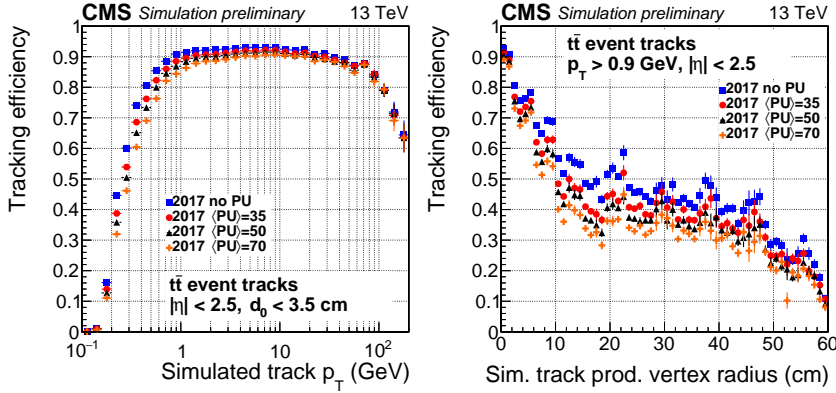 CMS Simulation preliminary 13 TeV
Tracking efficiency
1
0.9
0.8
0.7
0.6
0.5
0.4
0.3
0.2
0.1
0
2017 no PU
2017 ⟨PU⟩=35
2017 ⟨PU⟩=50
2017 ⟨PU⟩=70
tt̄ event tracks
|η| < 2.5, d₀ < 3.5 cm
10⁻¹ 1 10 10²
Simulated track p_T (GeV)
CMS Simulation preliminary 13 TeV
Tracking efficiency
1
0.9
0.8
0.7
0.6
0.5
0.4
0.3
0.2
0.1
0
tt̄ event tracks
p_T > 0.9 GeV, |η| < 2.5
2017 no PU
2017 ⟨PU⟩=35
2017 ⟨PU⟩=50
2017 ⟨PU⟩=70
0 10 20 30 40 50 60
Sim. track prod. vertex radius (cm)